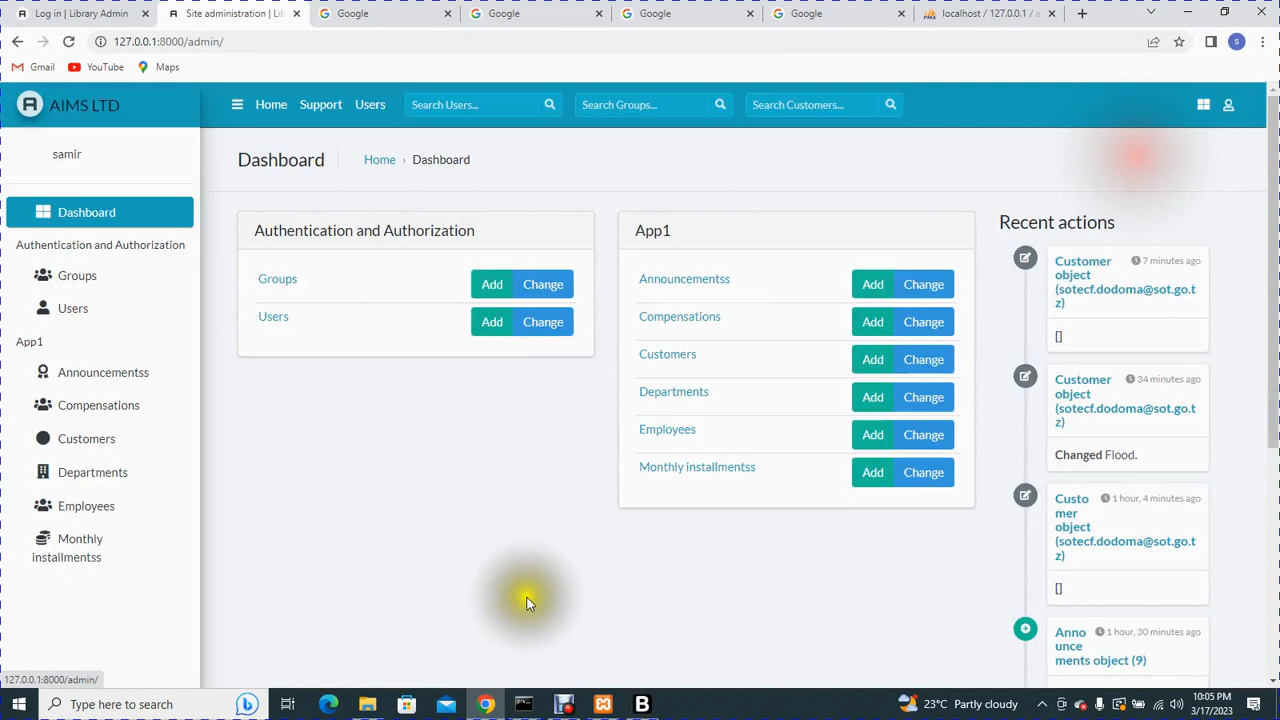 Log in | Library Admin
Site administration | Lib
Google
Google
Google
Google
localhost / 127.0.0.1 / a
127.0.0.1:8000/admin/
Gmail
YouTube
Maps
S
AIMS LTD
Home
Support
Users
Search Users...
Search Groups...
Search Customers...
samir
Dashboard
Home › Dashboard
Dashboard
Authentication and Authorization
Groups
Users
App1
Announcementss
Compensations
Customers
Departments
Employees
Monthly
installmentss
Authentication and Authorization
Groups Add Change
Users Add Change
App1
Announcementss Add Change
Compensations Add Change
Customers Add Change
Departments Add Change
Employees Add Change
Monthly installmentss Add Change
Recent actions
Customer 7 minutes ago
object
(sotecf.dodoma@sot.go.t
z)
[]
Customer 34 minutes ago
object
(sotecf.dodoma@sot.go.t
z)
Changed Flood.
Custo 1 hour, 4 minutes ago
mer
object
(sotecf.dodoma@sot.go.t
z)
[]
Anno 1 hour, 30 minutes ago
unce
ments object (9)
127.0.0.1:8000/admin/
Type here to search
B
23°C Partly cloudy
10:05 PM
3/17/2023